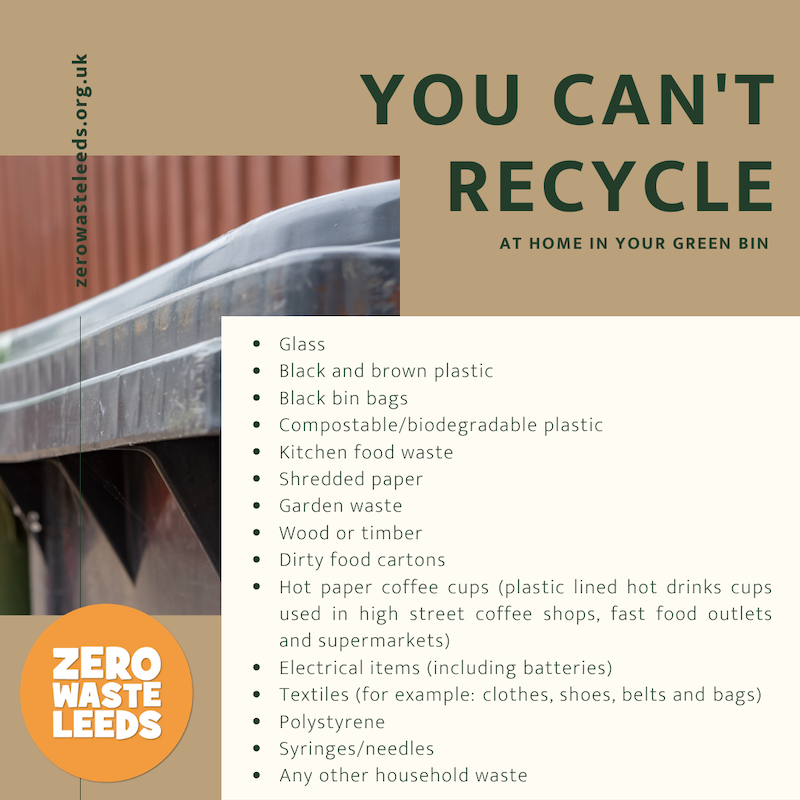 zerowasteleeds.org.uk
YOU CAN'T
RECYCLE
AT HOME IN YOUR GREEN BIN
• Glass
• Black and brown plastic
• Black bin bags
• Compostable/biodegradable plastic
• Kitchen food waste
• Shredded paper
• Garden waste
• Wood or timber
• Dirty food cartons
• Hot paper coffee cups (plastic lined hot drinks cups
used in high street coffee shops, fast food outlets
and supermarkets)
• Electrical items (including batteries)
• Textiles (for example: clothes, shoes, belts and bags)
• Polystyrene
• Syringes/needles
• Any other household waste
ZERO
WASTE
LEEDS